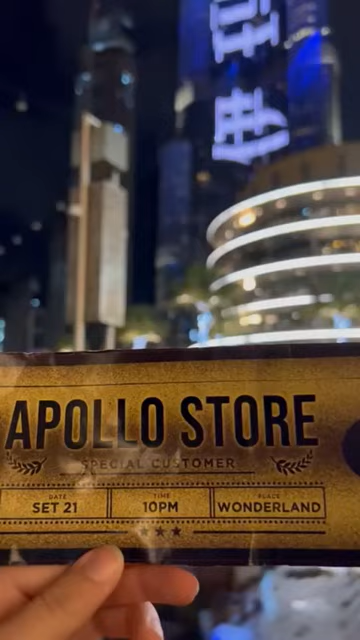 APOLLO STORE
SPECIAL CUSTOMER
DATE TIME PLACE
SET 21 10PM WONDERLAND